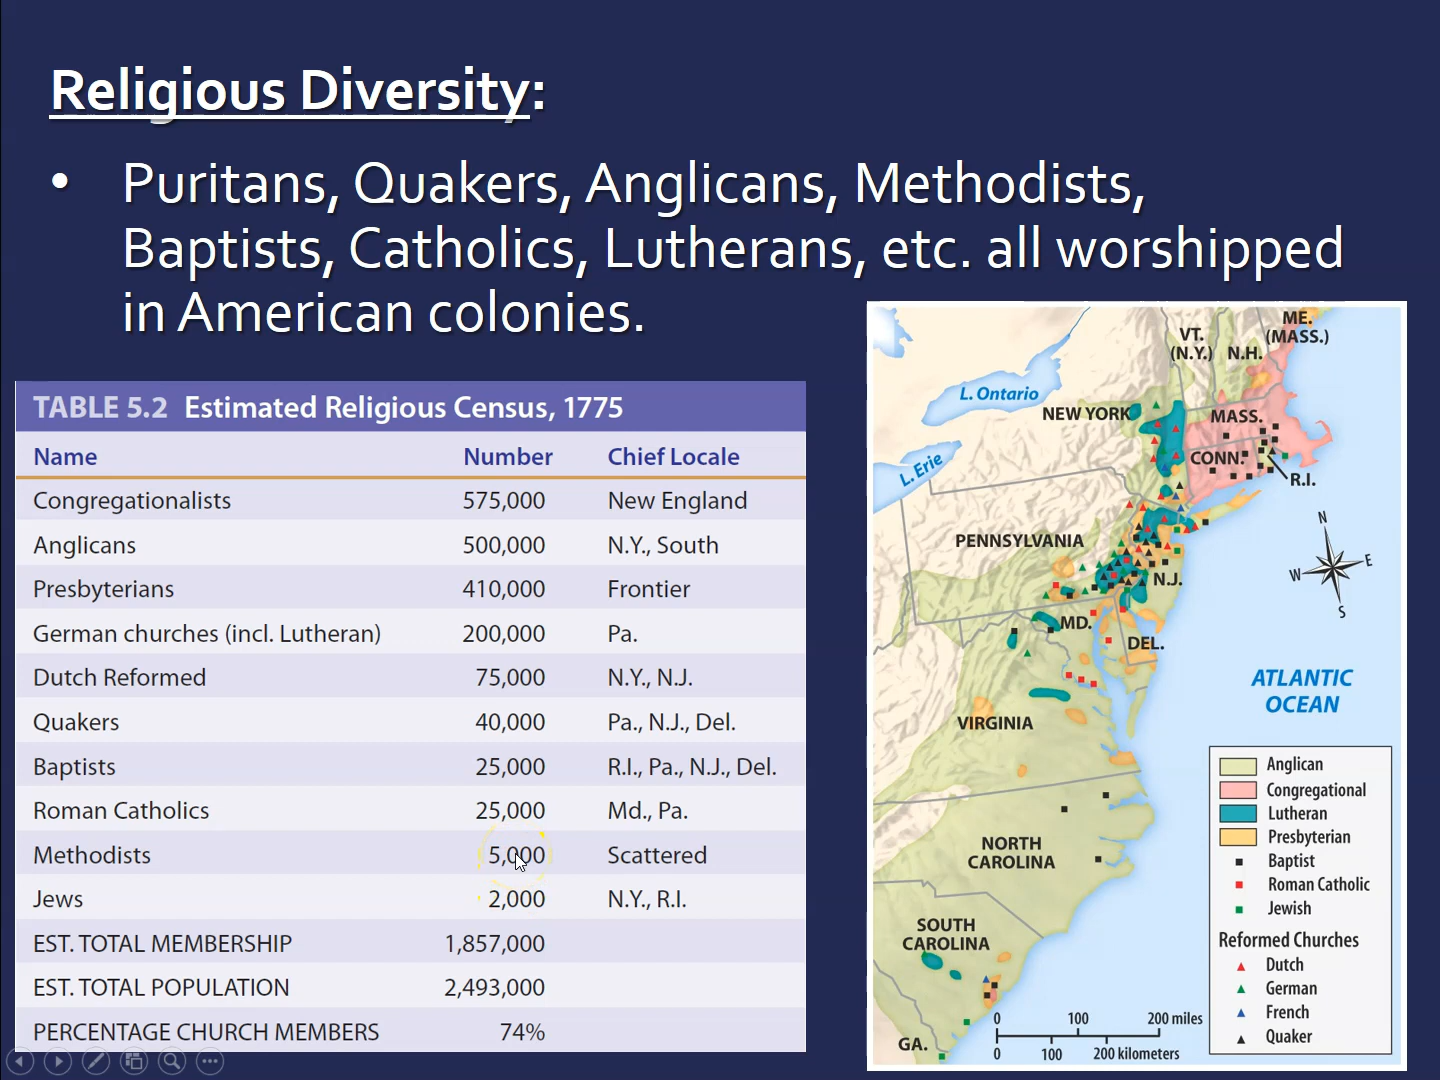 Religious Diversity:
• Puritans, Quakers, Anglicans, Methodists,
Baptists, Catholics, Lutherans, etc. all worshipped
in American colonies.
TABLE 5.2 Estimated Religious Census, 1775
Name Number Chief Locale
Congregationalists 575,000 New England
Anglicans 500,000 N.Y., South
Presbyterians 410,000 Frontier
German churches (incl. Lutheran) 200,000 Pa.
Dutch Reformed 75,000 N.Y., N.J.
Quakers 40,000 Pa., N.J., Del.
Baptists 25,000 R.I., Pa., N.J., Del.
Roman Catholics 25,000 Md., Pa.
Methodists 5,000 Scattered
Jews 2,000 N.Y., R.I.
EST. TOTAL MEMBERSHIP 1,857,000
EST. TOTAL POPULATION 2,493,000
PERCENTAGE CHURCH MEMBERS 74%
ME.
(MASS.)
VT.
(N.Y.)
N.H.
L. Ontario
NEW YORK
MASS.
L. Erie
CONN.
R.I.
PENNSYLVANIA
N
W
E
S
N.J.
MD.
DEL.
ATLANTIC
OCEAN
VIRGINIA
NORTH
CAROLINA
SOUTH
CAROLINA
GA.
Anglican
Congregational
Lutheran
Presbyterian
Baptist
Roman Catholic
Jewish
Reformed Churches
Dutch
German
French
Quaker
0 100 200 miles
0 100 200 kilometers